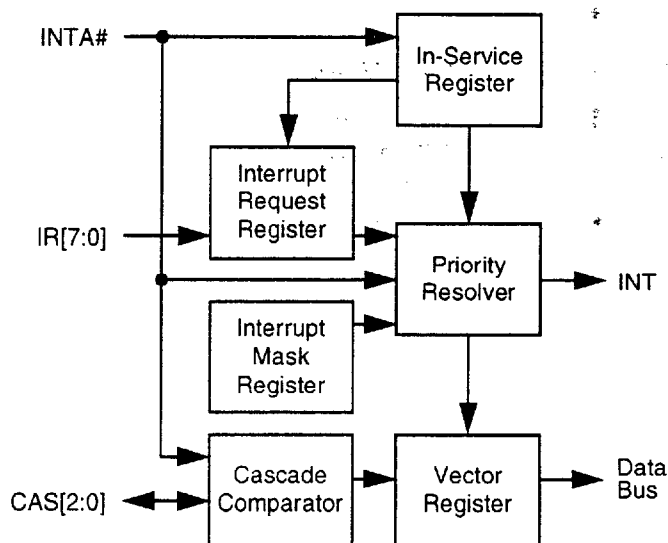 INTA#
In-Service
Register
Interrupt
Request
Register
IR[7:0]
Priority
Resolver
INT
Interrupt
Mask
Register
Cascade
Comparator
CAS[2:0]
Vector
Register
Data
Bus